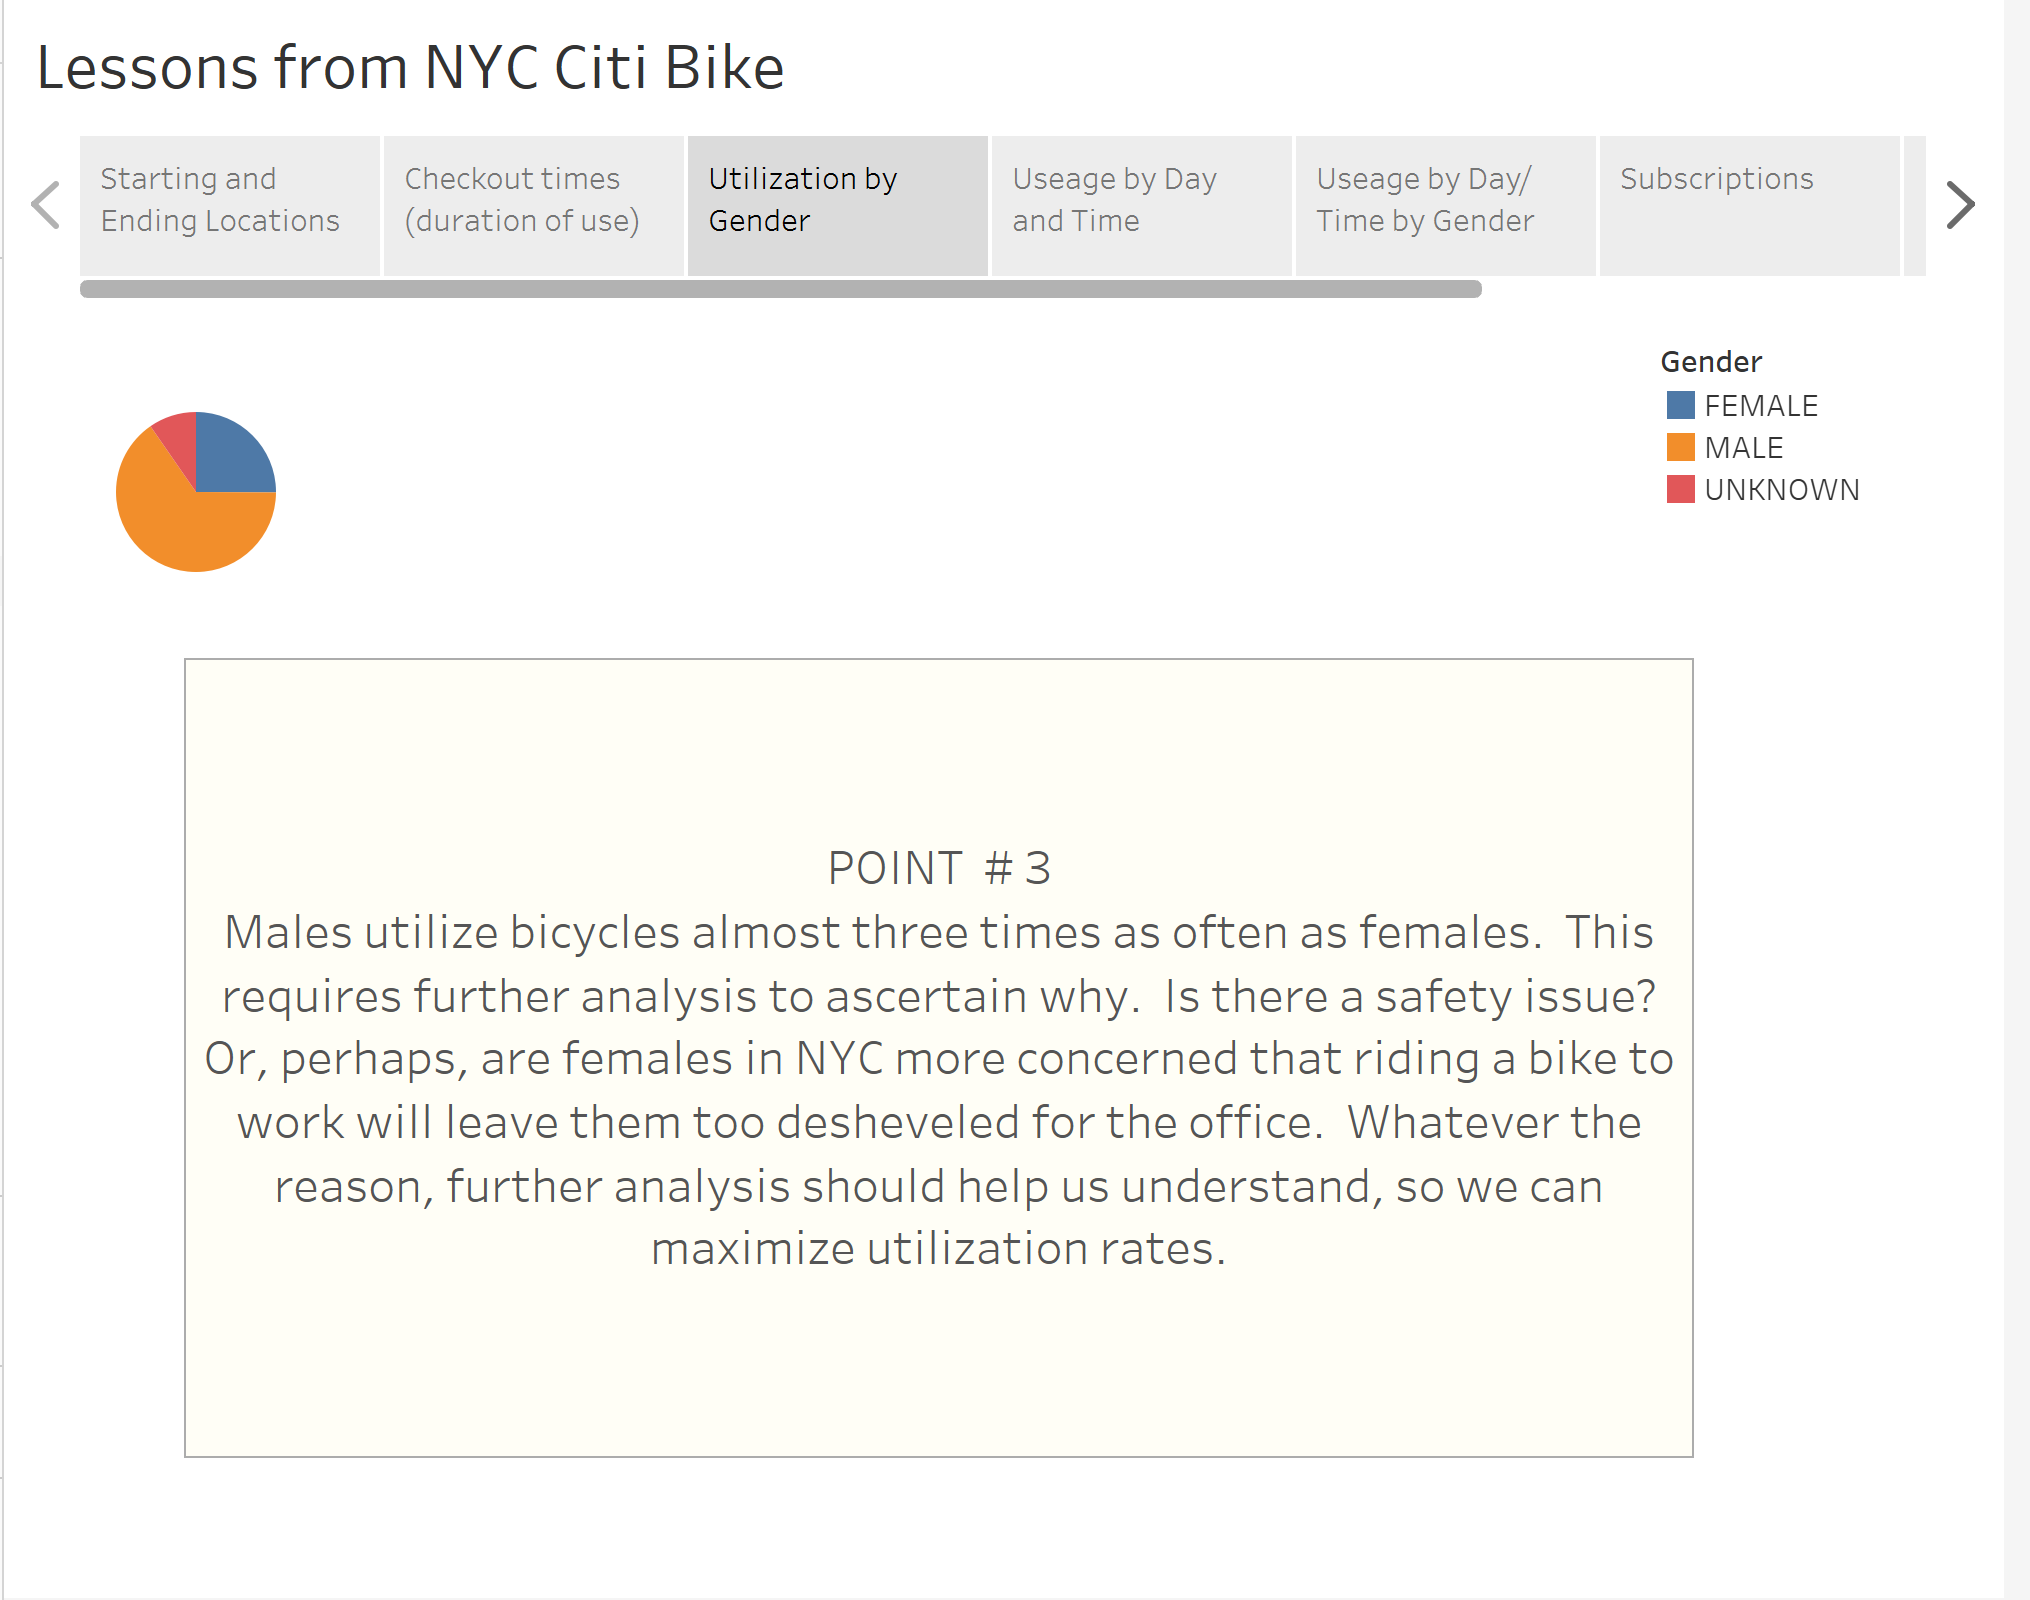 Lessons from NYC Citi Bike
Starting and
Ending Locations
Checkout times
(duration of use)
Utilization by
Gender
Useage by Day
and Time
Useage by Day/
Time by Gender
Subscriptions
Gender
FEMALE
MALE
UNKNOWN
POINT # 3
Males utilize bicycles almost three times as often as females. This
requires further analysis to ascertain why. Is there a safety issue?
Or, perhaps, are females in NYC more concerned that riding a bike to
work will leave them too desheveled for the office. Whatever the
reason, further analysis should help us understand, so we can
maximize utilization rates.